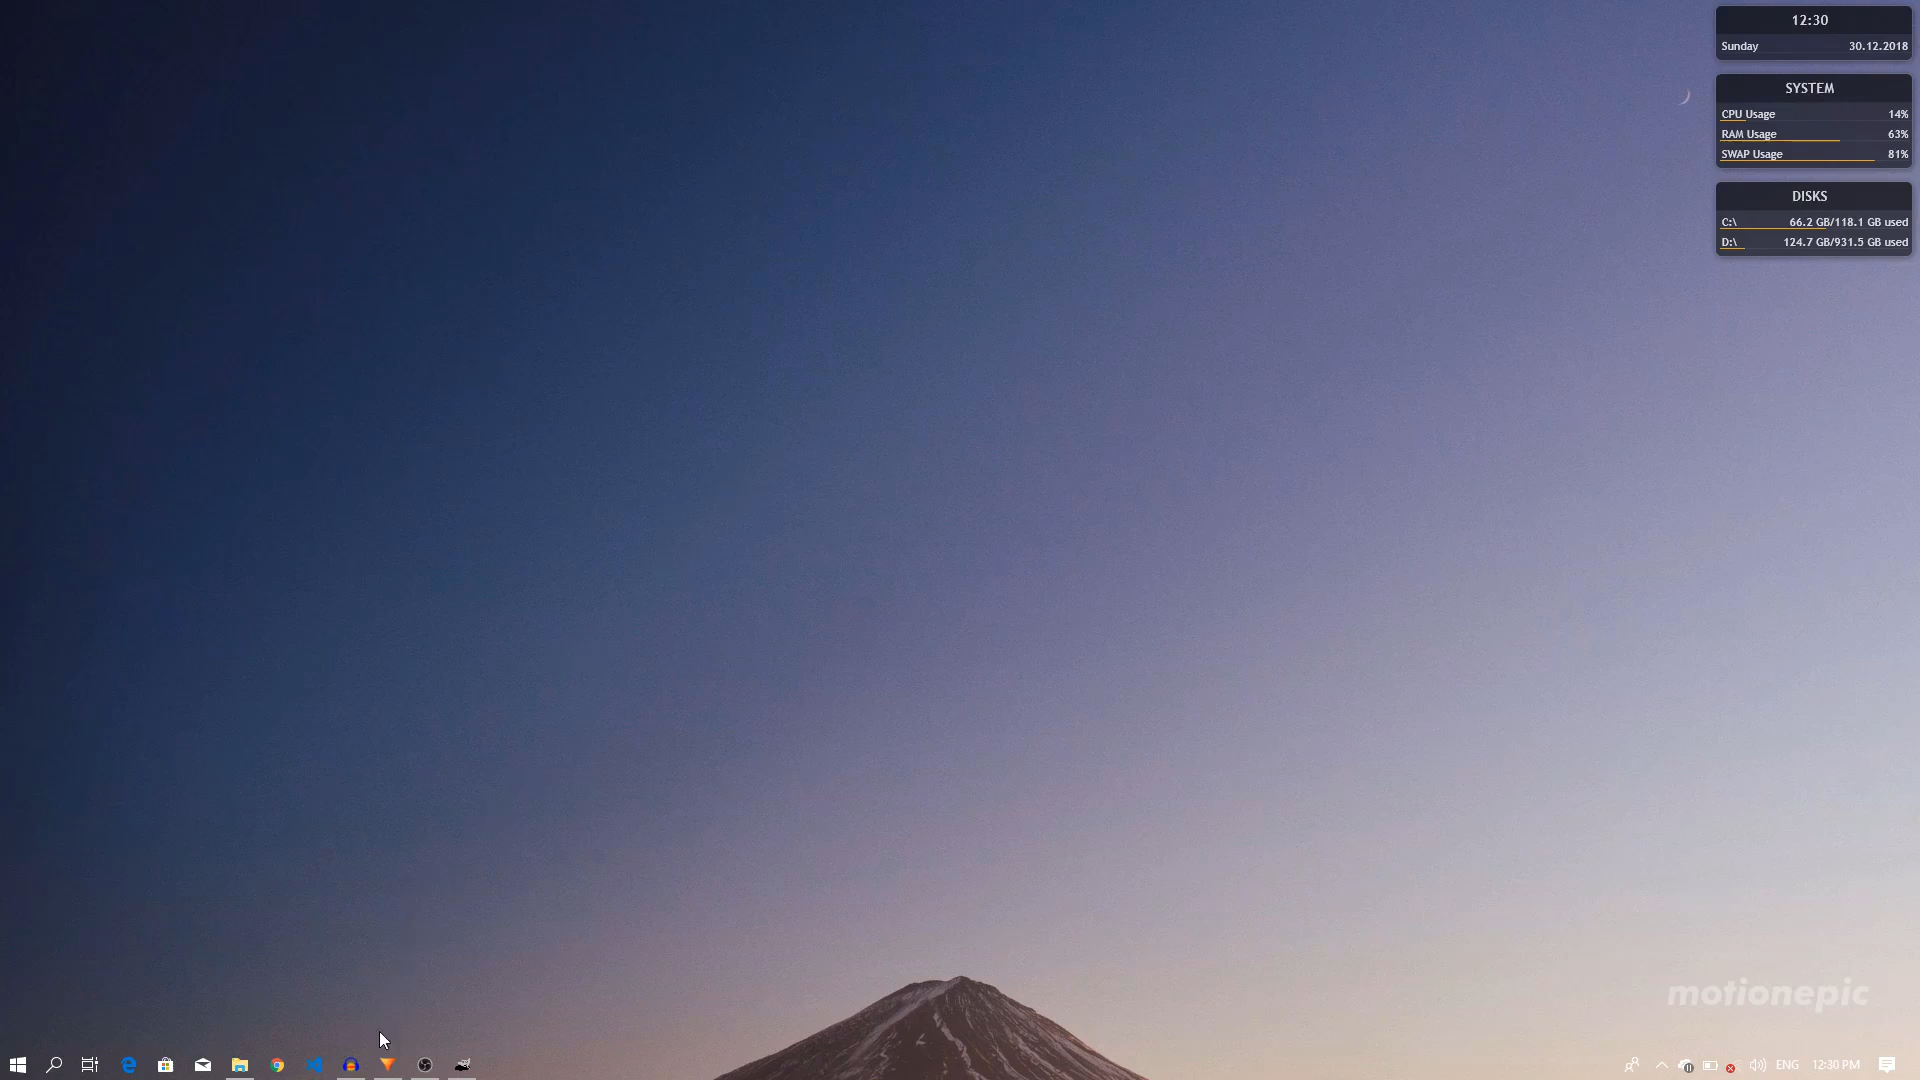 12:30
Sunday 30.12.2018
SYSTEM
CPU Usage 14%
RAM Usage 63%
SWAP Usage 81%
DISKS
C:\ 66.2 GB/118.1 GB used
D:\ 124.7 GB/931.5 GB used
motionepic
ENG 12:30 PM